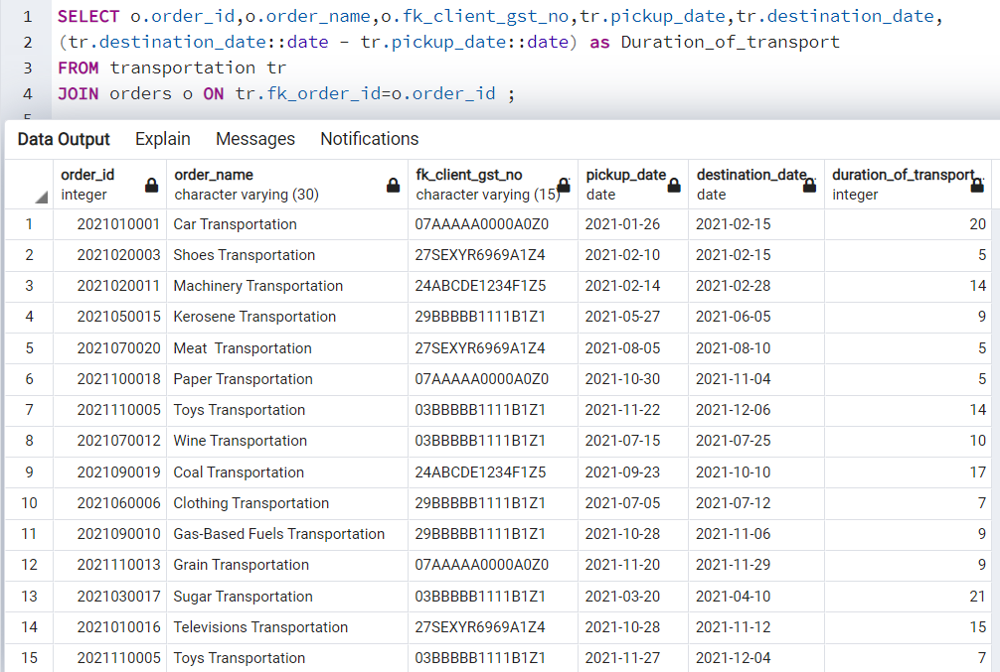 1 SELECT o.order_id,o.order_name,o.fk_client_gst_no,tr.pickup_date,tr.destination_date,
2 (tr.destination_date::date - tr.pickup_date::date) as Duration_of_transport
3 FROM transportation tr
4 JOIN orders o ON tr.fk_order_id=o.order_id ;
5
Data Output Explain Messages Notifications
order_id order_name fk_client_gst_no pickup_date destination_date.. duration_of_transport..
integer character varying (30) character varying (15) date date integer
1 2021010001 Car Transportation 07AAAAA0000A0Z0 2021-01-26 2021-02-15 20
2 2021020003 Shoes Transportation 27SEXYR6969A1Z4 2021-02-10 2021-02-15 5
3 2021020011 Machinery Transportation 24ABCDE1234F1Z5 2021-02-14 2021-02-28 14
4 2021050015 Kerosene Transportation 29BBBBB1111B1Z1 2021-05-27 2021-06-05 9
5 2021070020 Meat  Transportation 27SEXYR6969A1Z4 2021-08-05 2021-08-10 5
6 2021100018 Paper Transportation 07AAAAA0000A0Z0 2021-10-30 2021-11-04 5
7 2021110005 Toys Transportation 03BBBBB1111B1Z1 2021-11-22 2021-12-06 14
8 2021070012 Wine Transportation 03BBBBB1111B1Z1 2021-07-15 2021-07-25 10
9 2021090019 Coal Transportation 24ABCDE1234F1Z5 2021-09-23 2021-10-10 17
10 2021060006 Clothing Transportation 29BBBBB1111B1Z1 2021-07-05 2021-07-12 7
11 2021090010 Gas-Based Fuels Transportation 29BBBBB1111B1Z1 2021-10-28 2021-11-06 9
12 2021110013 Grain Transportation 07AAAAA0000A0Z0 2021-11-20 2021-11-29 9
13 2021030017 Sugar Transportation 03BBBBB1111B1Z1 2021-03-20 2021-04-10 21
14 2021010016 Televisions Transportation 27SEXYR6969A1Z4 2021-10-28 2021-11-12 15
15 2021110005 Toys Transportation 03BBBBB1111B1Z1 2021-11-27 2021-12-04 7